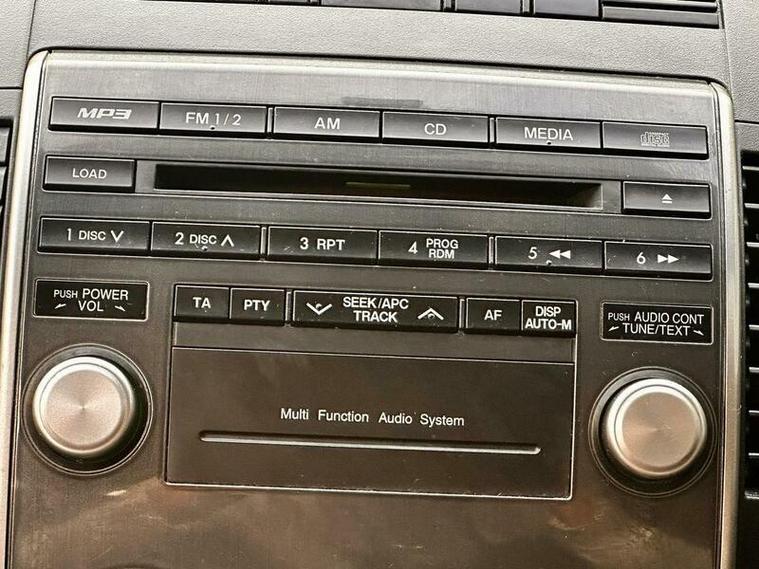 MP3 FM 1/2 AM CD MEDIA disc
LOAD
1 DISC 2 DISC 3 RPT 4 PROG RDM 5 6
PUSH POWER
VOL
TA PTY SEEK/APC TRACK AF DISP AUTO-M
PUSH AUDIO CONT
TUNE/TEXT
Multi Function Audio System